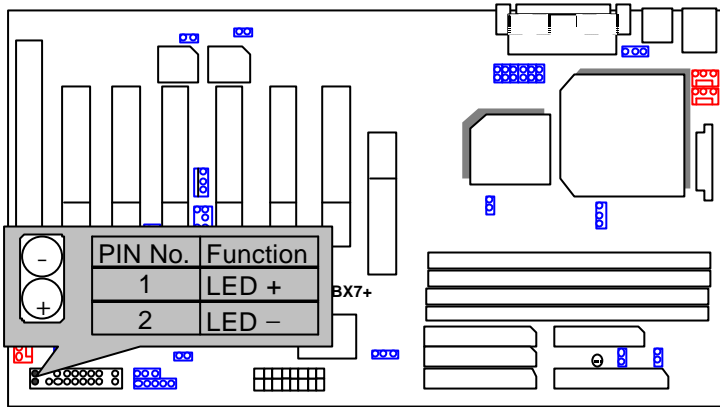 -
+
PIN No. Function
1 LED +
2 LED –
BX7+